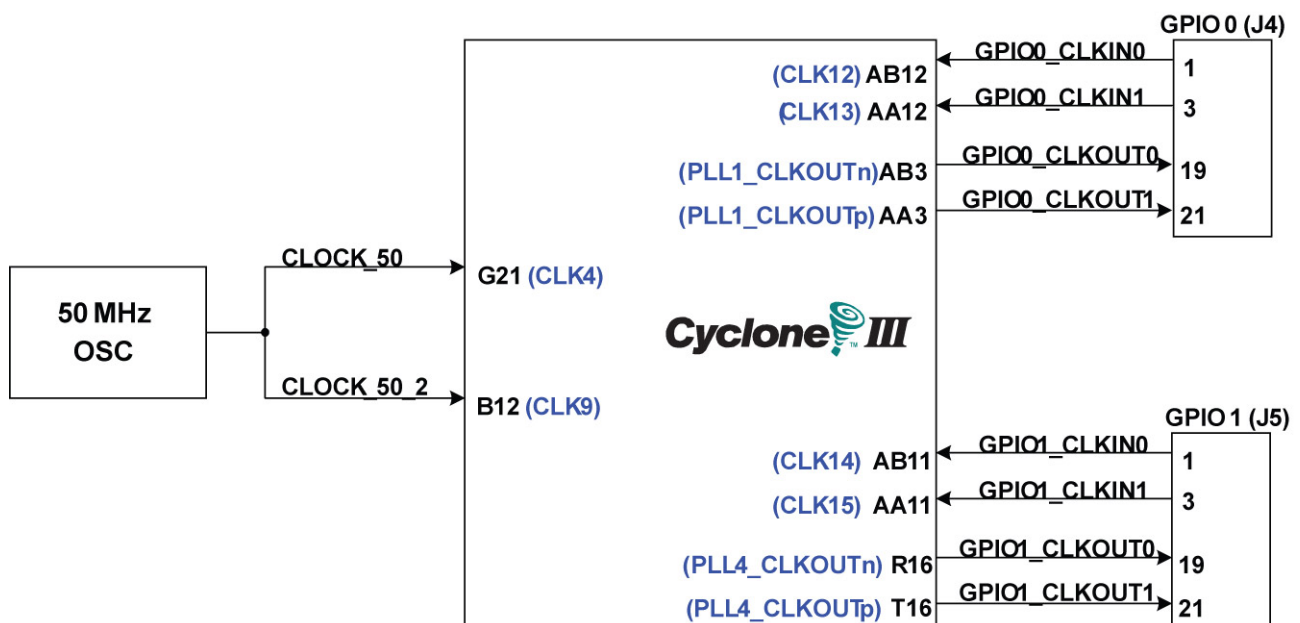 GPIO 0 (J4)
GPIO0_CLKIN0
(CLK12) AB12
1
GPIO0_CLKIN1
(CLK13) AA12
3
GPIO0_CLKOUT0
(PLL1_CLKOUTn) AB3
19
GPIO0_CLKOUT1
(PLL1_CLKOUTp) AA3
21
CLOCK_50
G21 (CLK4)
50 MHz
OSC
Cyclone III
TM
CLOCK_50_2
B12 (CLK9)
GPIO 1 (J5)
GPIO1_CLKIN0
(CLK14) AB11
1
GPIO1_CLKIN1
(CLK15) AA11
3
GPIO1_CLKOUT0
(PLL4_CLKOUTn) R16
19
GPIO1_CLKOUT1
(PLL4_CLKOUTp) T16
21